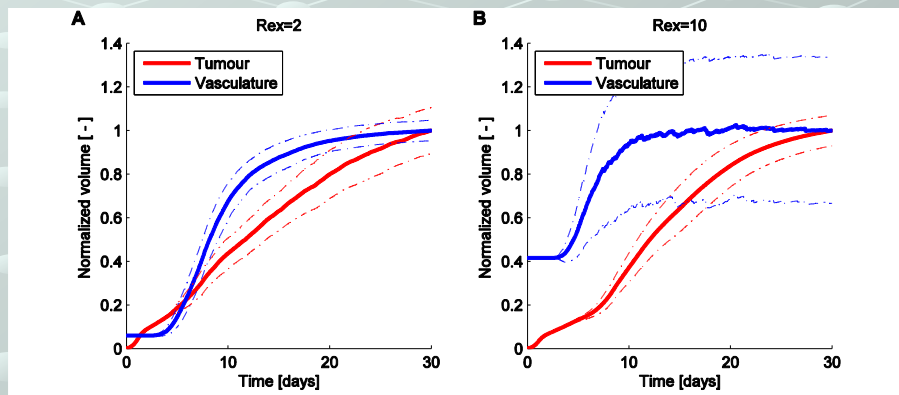 A
Rex=2
Normalized volume [ - ]
1.4
1.2
1
0.8
0.6
0.4
0.2
0
Tumour
Vasculature
0
10
20
30
Time [days]
B
Rex=10
Normalized volume [ - ]
1.4
1.2
1
0.8
0.6
0.4
0.2
0
Tumour
Vasculature
0
10
20
30
Time [days]